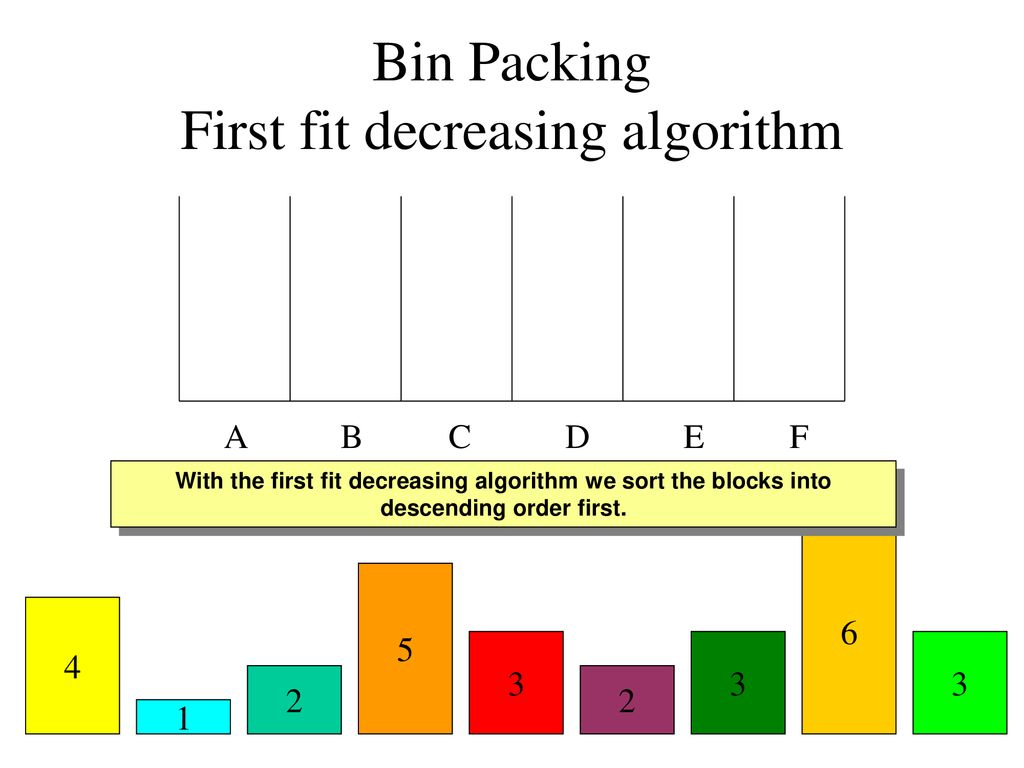 Bin Packing
First fit decreasing algorithm
A B C D E F
With the first fit decreasing algorithm we sort the blocks into
descending order first.
4 1 2 5 3 2 3 6 3